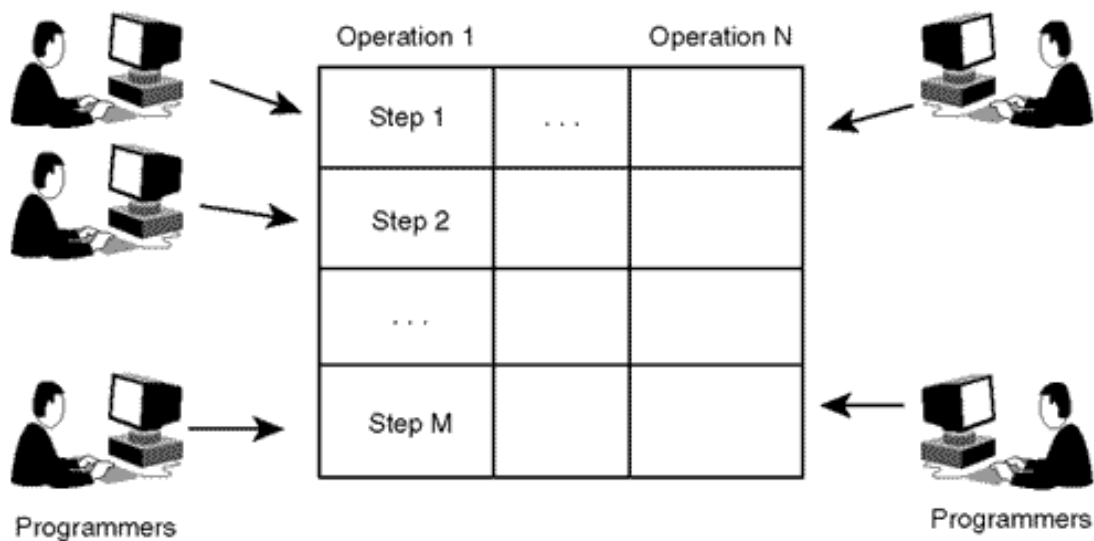 Operation 1
Operation N
Step 1
. . .
Step 2
. . .
Step M
Programmers
Programmers